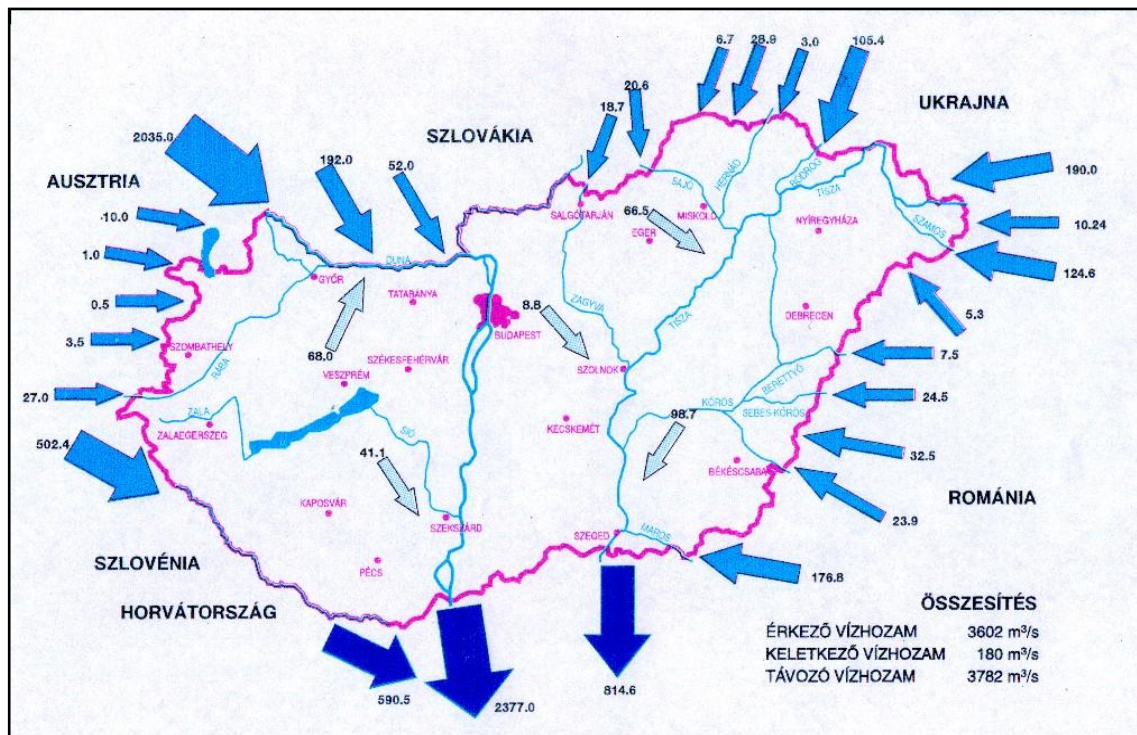 6.7
28.9
3.0
105.4
20.6
18.7
UKRAJNA
SZLOVÁKIA
2035.0
192.0
52.0
AUSZTRIA
190.0
10.0
10.24
1.0
124.6
0.5
5.3
3.5
7.5
27.0
24.5
502.4
32.5
23.9
176.8
SAJÓ
HERNÁD
BODROG
TISZA
SZAMOS
SALGÓTARJÁN
66.5
MISKOLC
NYÍREGYHÁZA
EGER
DUNA
GYŐR
TATABÁNYA
ZAGYVA
8.8
TISZA
DEBRECEN
BUDAPEST
SZOMBATHELY
RÁBA
68.0
SZÉKESFEHÉRVÁR
VESZPRÉM
SZOLNOK
BERETTYÓ
KÖRÖS
SEBES-KÖRÖS
ZALA
ZALAEGERSZEG
SIÓ
KECSKEMÉT
98.7
41.1
BÉKÉSCSABA
ROMÁNIA
KAPOSVÁR
SZEKSZÁRD
SZEGED
MAROS
PÉCS
SZLOVÉNIA
HORVÁTORSZÁG
590.5
2377.0
814.6
ÖSSZESÍTÉS
ÉRKEZŐ VÍZHOZAM 3602 m³/s
KELETKEZŐ VÍZHOZAM 180 m³/s
TÁVOZÓ VÍZHOZAM 3782 m³/s